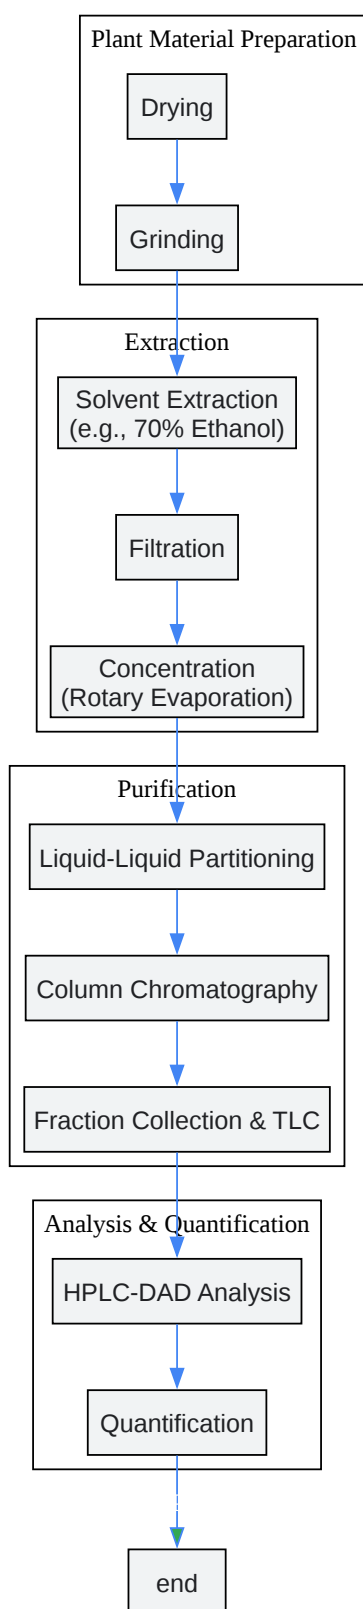 Plant Material Preparation
Drying
Grinding
Extraction
Solvent Extraction
(e.g., 70% Ethanol)
Filtration
Concentration
(Rotary Evaporation)
Purification
Liquid-Liquid Partitioning
Column Chromatography
Fraction Collection & TLC
Analysis & Quantification
HPLC-DAD Analysis
Quantification
end